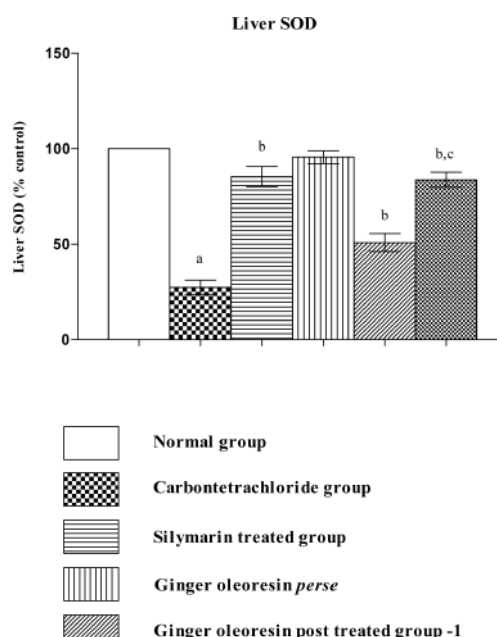 Liver SOD
150
100
50
0
Liver SOD (% control)
a
b
b
b,c
Normal group
Carbontetrachloride group
Silymarin treated group
Ginger oleoresin perse
Ginger oleoresin post treated group -1